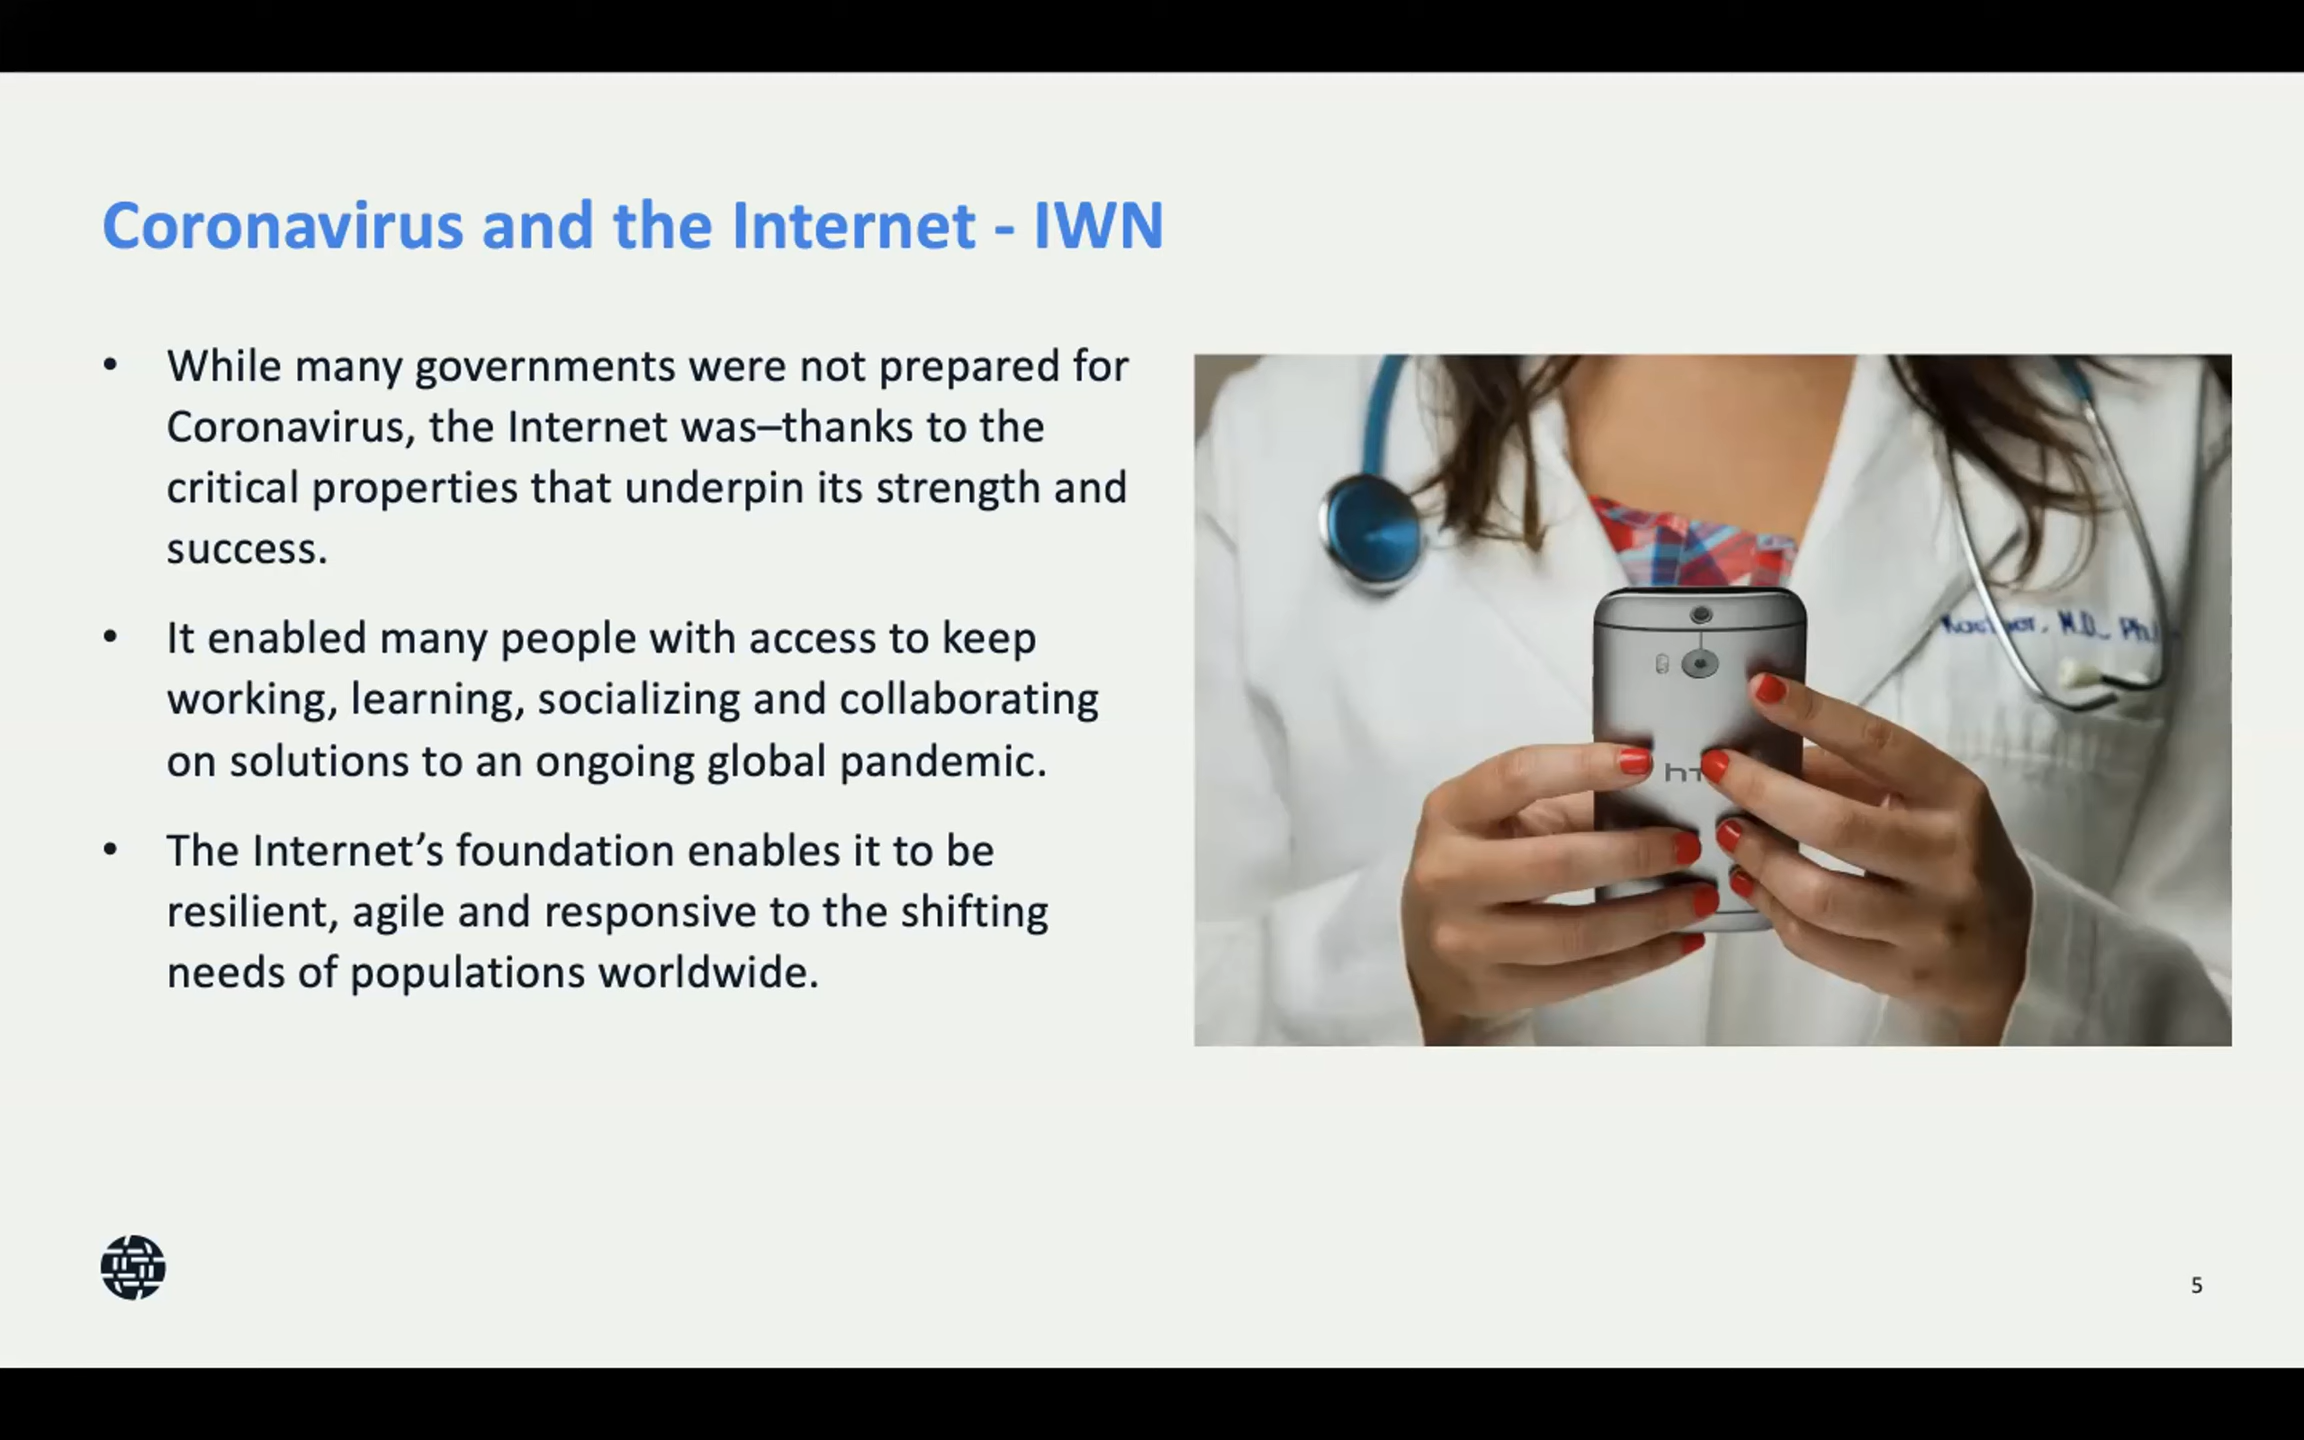 Coronavirus and the Internet - IWN
• While many governments were not prepared for
Coronavirus, the Internet was–thanks to the
critical properties that underpin its strength and
success.
• It enabled many people with access to keep
working, learning, socializing and collaborating
on solutions to an ongoing global pandemic.
• The Internet’s foundation enables it to be
resilient, agile and responsive to the shifting
needs of populations worldwide.
M.D., Ph.
5